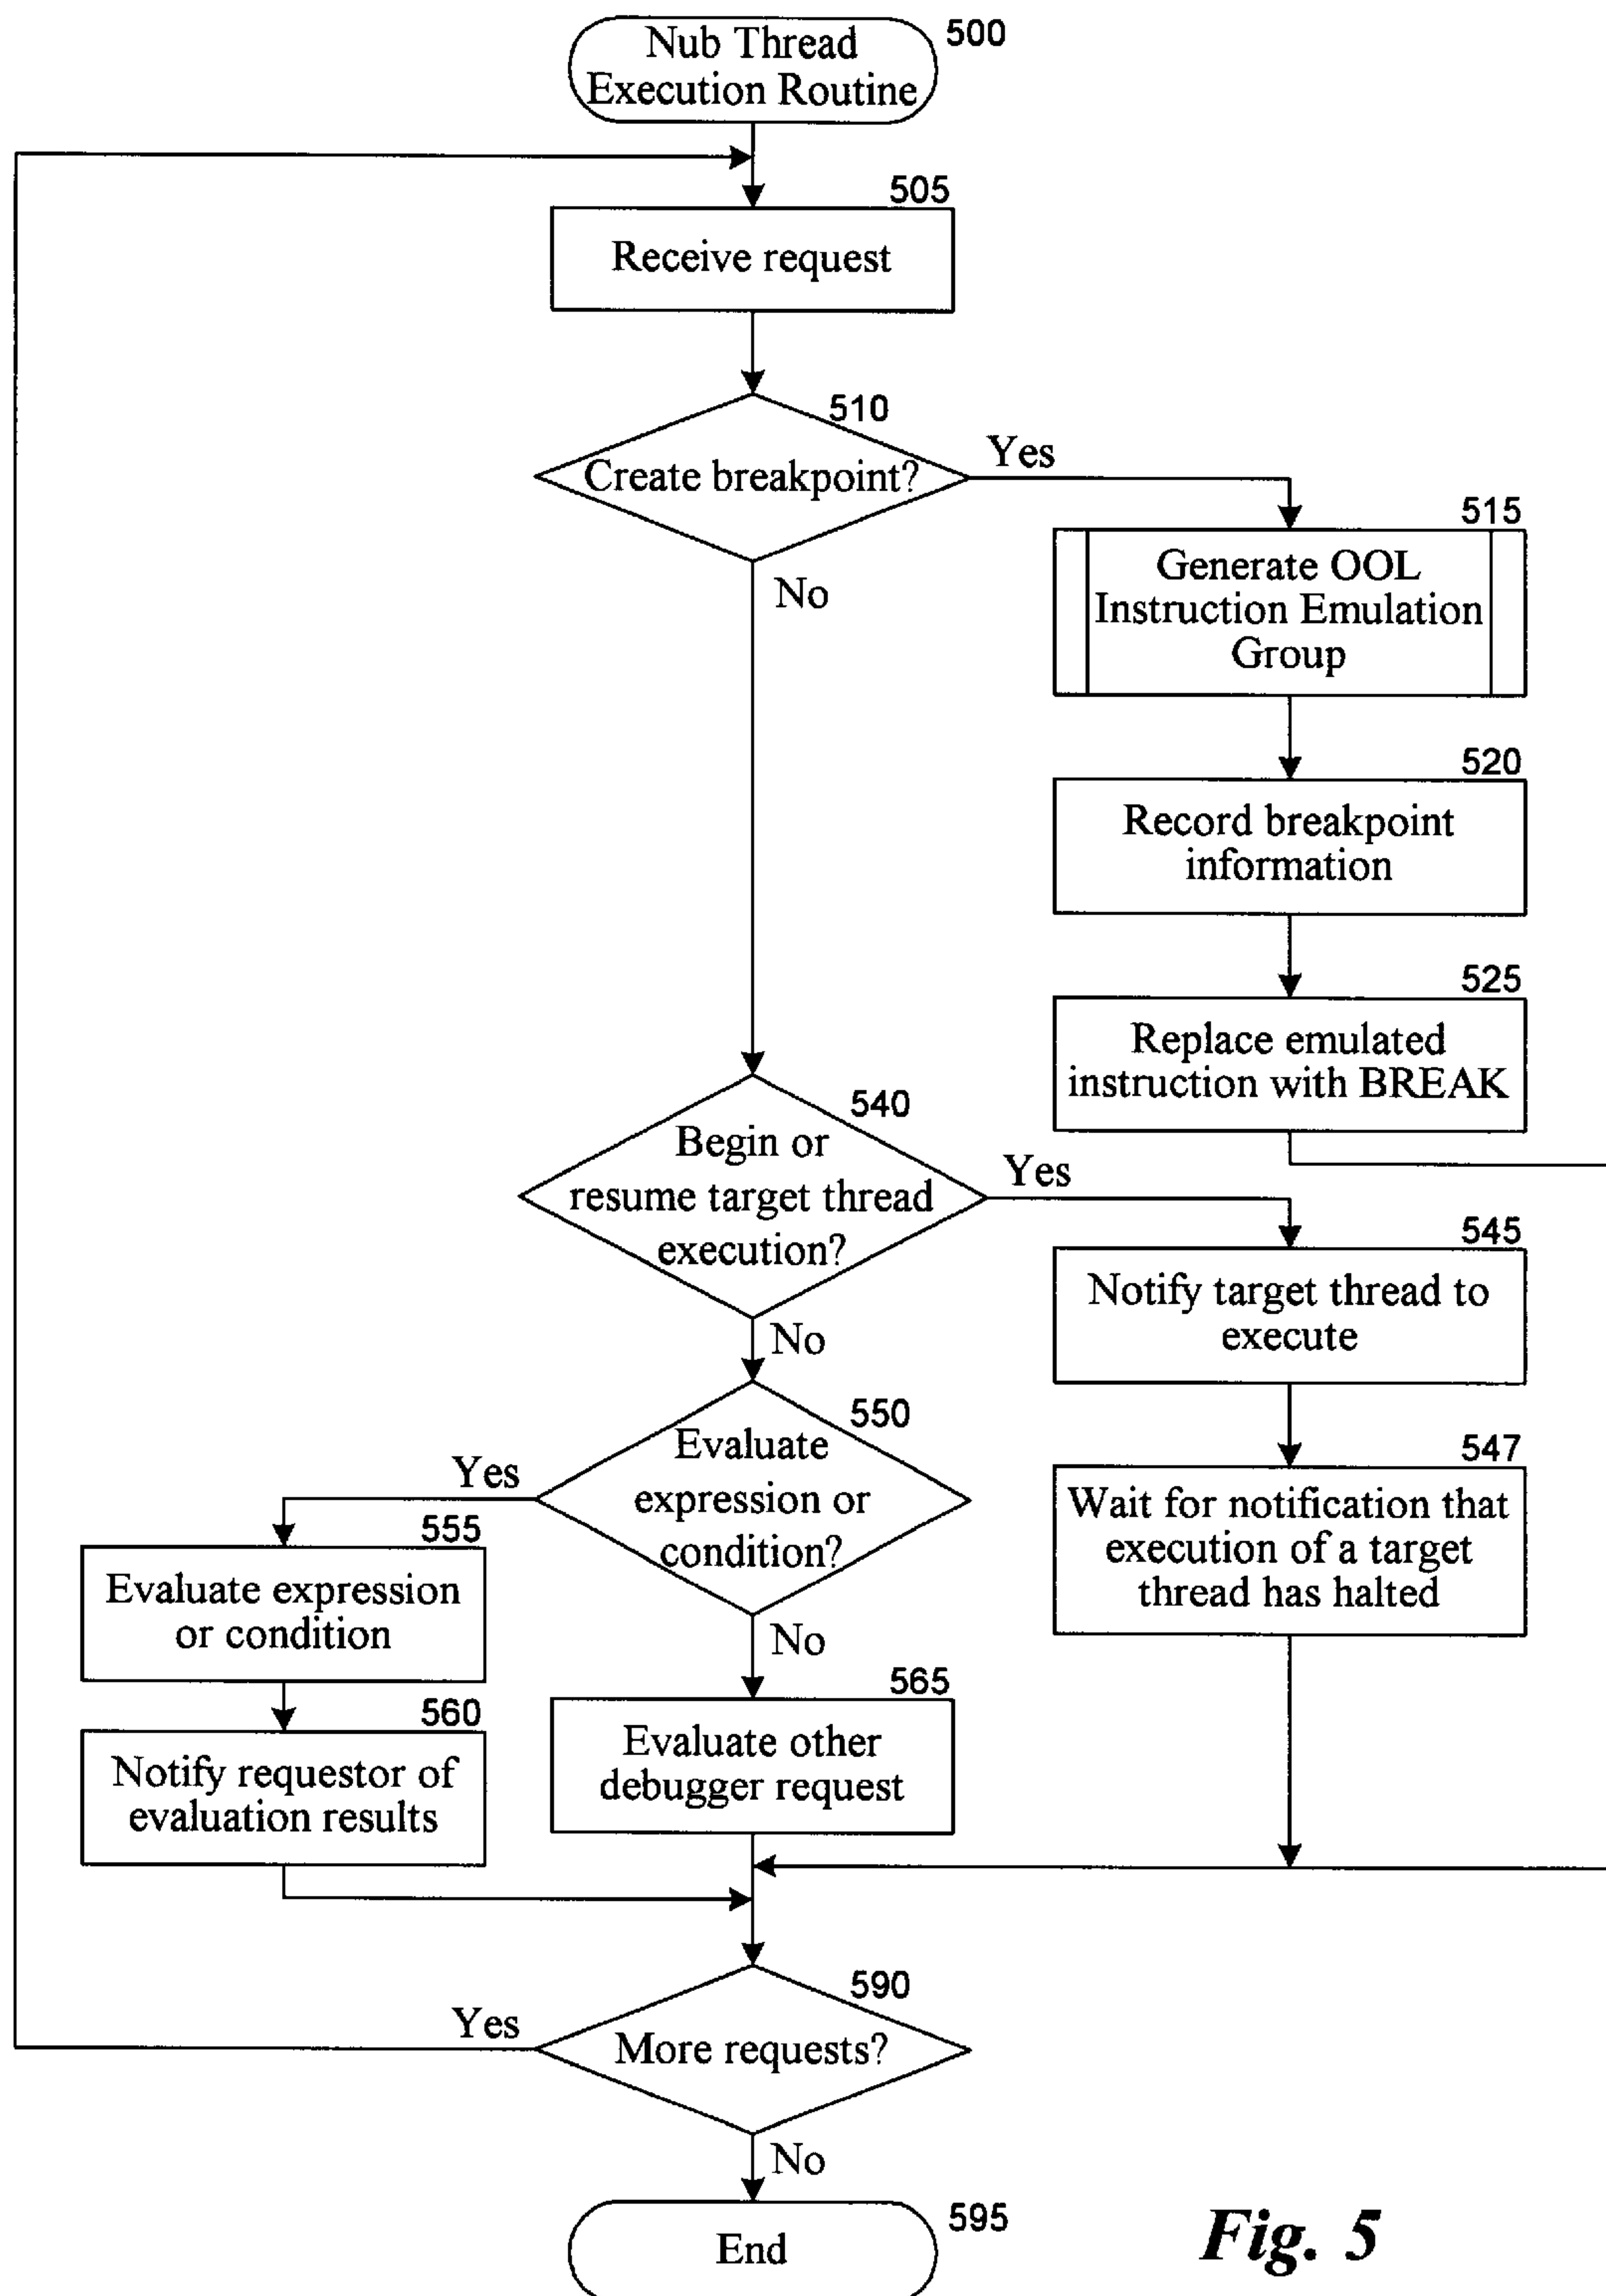 Nub Thread
Execution Routine
500
505
Receive request
510
Create breakpoint?
Yes
No
515
Generate OOL
Instruction Emulation
Group
520
Record breakpoint
information
525
Replace emulated
instruction with BREAK
540
Begin or
resume target thread
execution?
Yes
No
545
Notify target thread to
execute
547
Wait for notification that
execution of a target
thread has halted
550
Evaluate
expression or
condition?
Yes
No
555
Evaluate expression
or condition
560
Notify requestor of
evaluation results
565
Evaluate other
debugger request
590
More requests?
Yes
No
595
End
Fig. 5